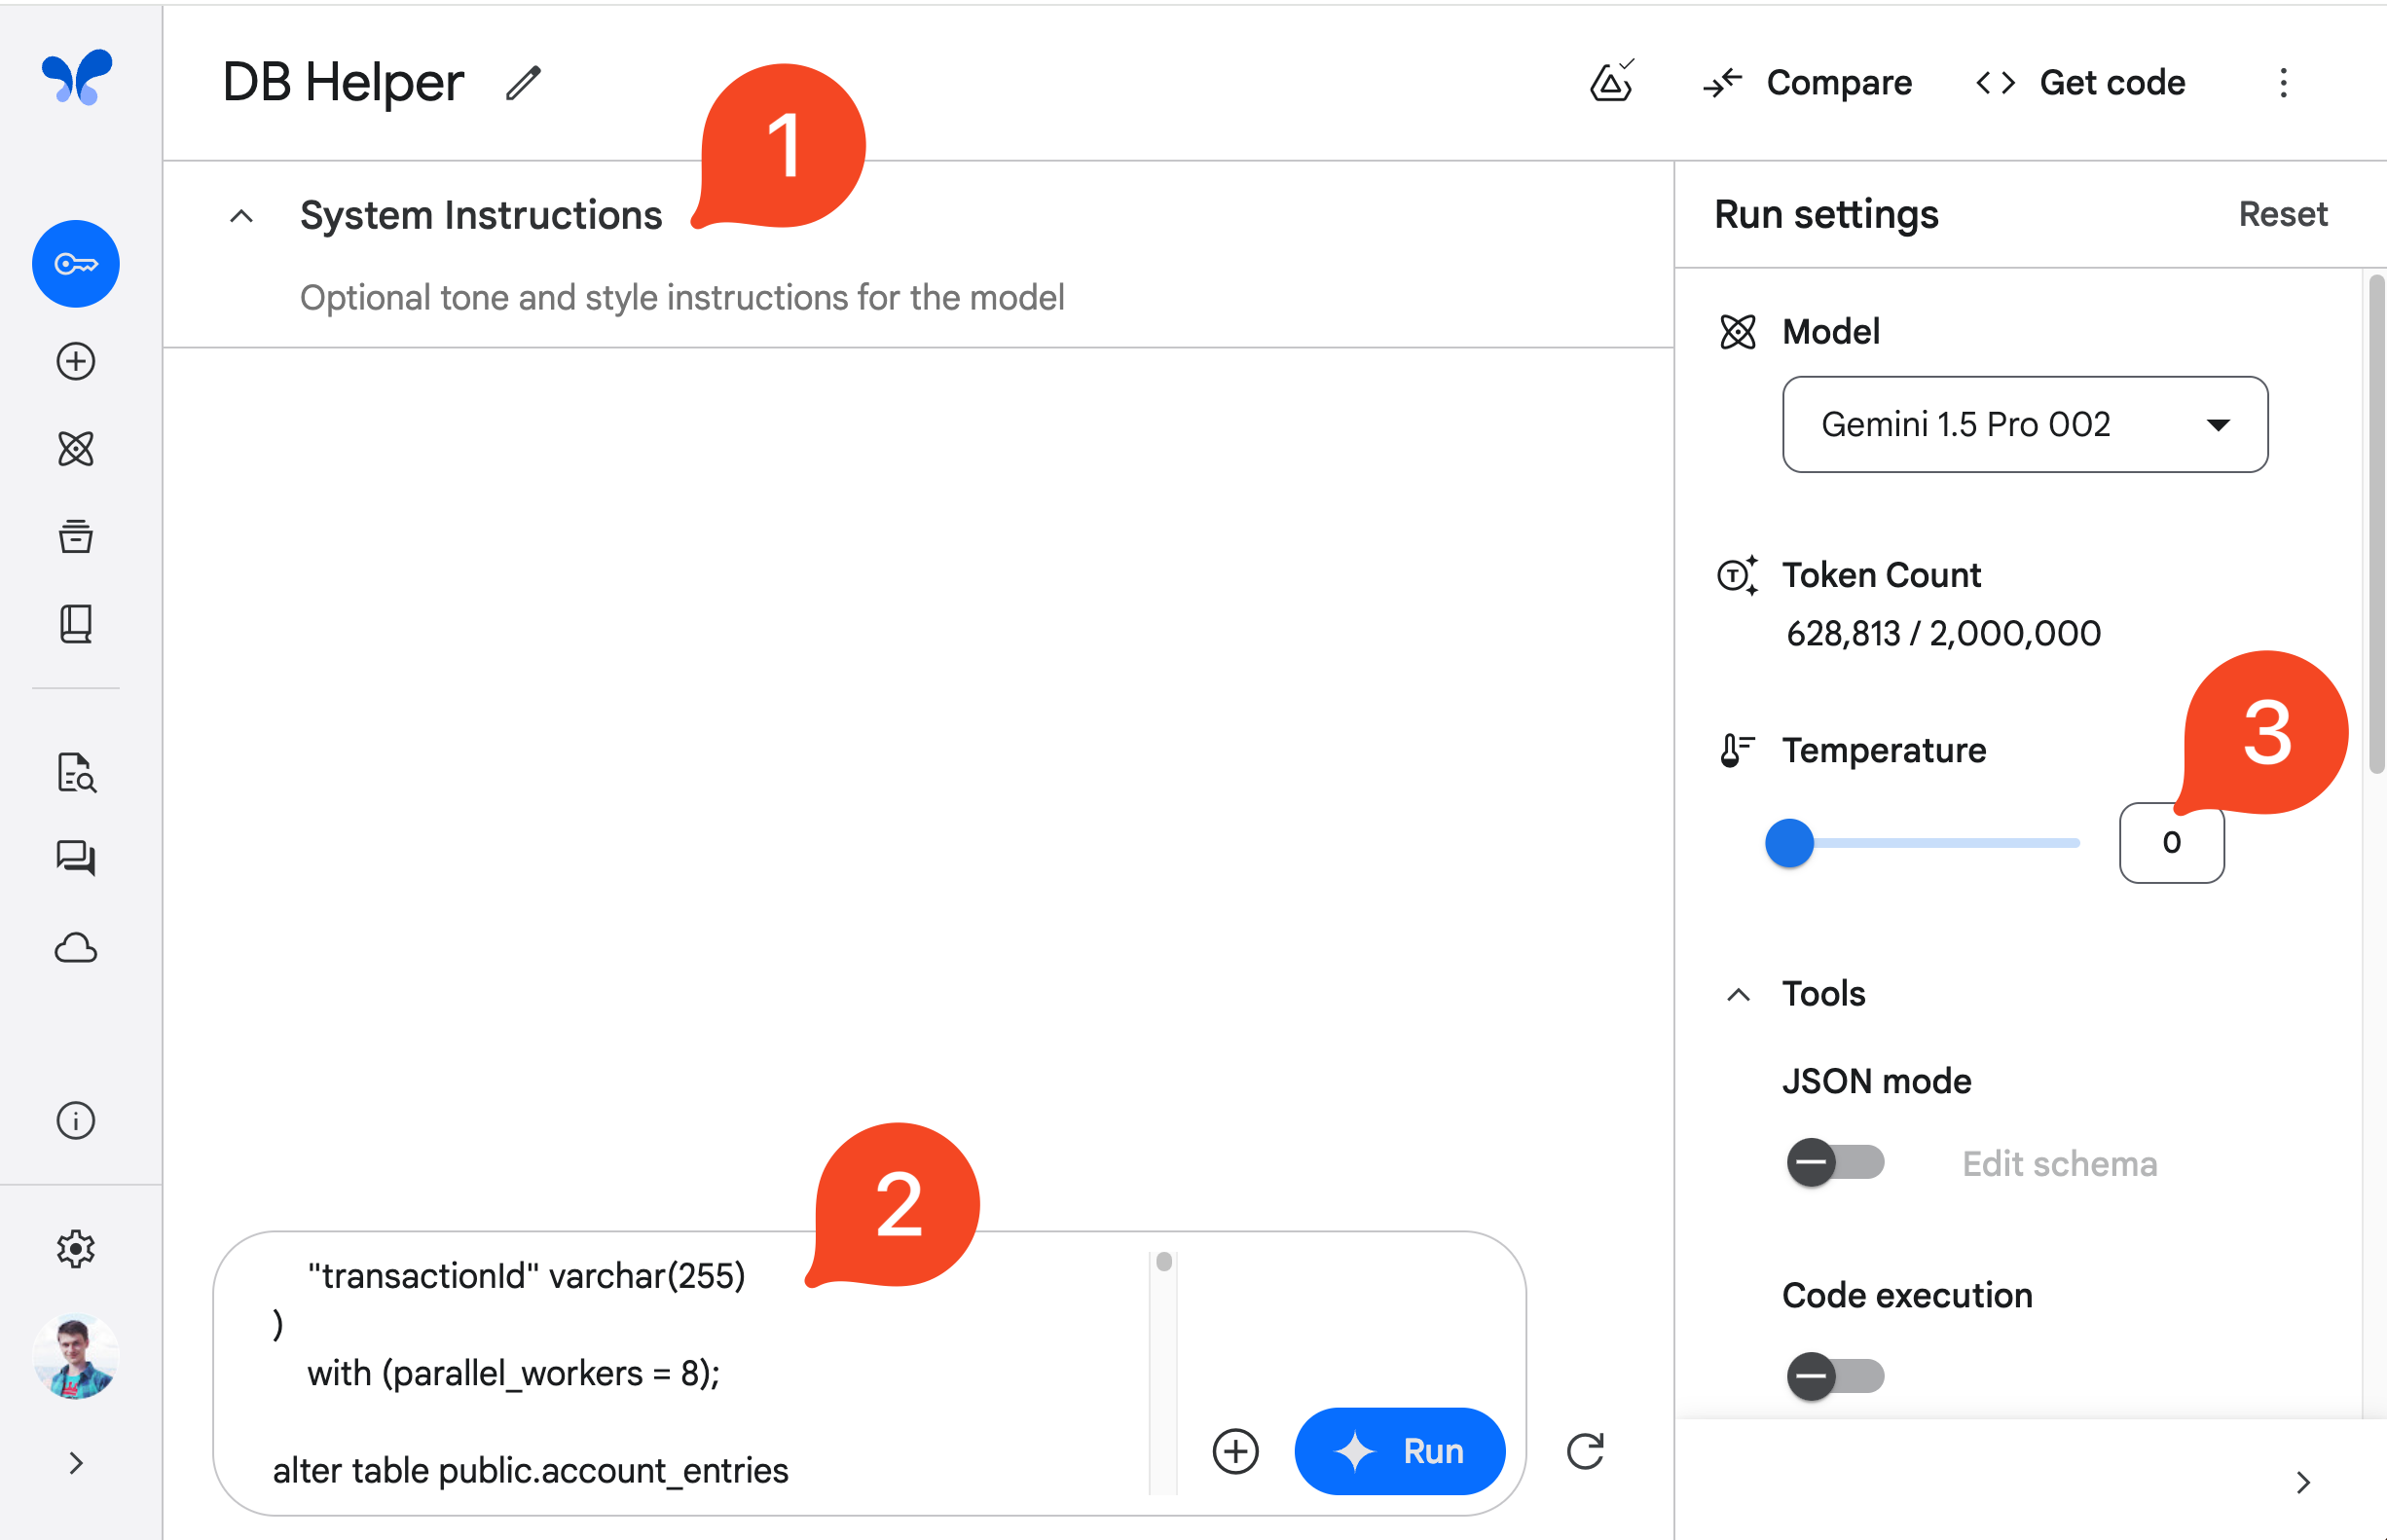 DB Helper
Compare
Get code
1
System Instructions
Optional tone and style instructions for the model
Run settings
Reset
Model
Gemini 1.5 Pro 002
Token Count
628,813 / 2,000,000
3
Temperature
0
Tools
JSON mode
Edit schema
Code execution
2
"transactionId" varchar(255)
)
with (parallel_workers = 8);
alter table public.account_entries
Run